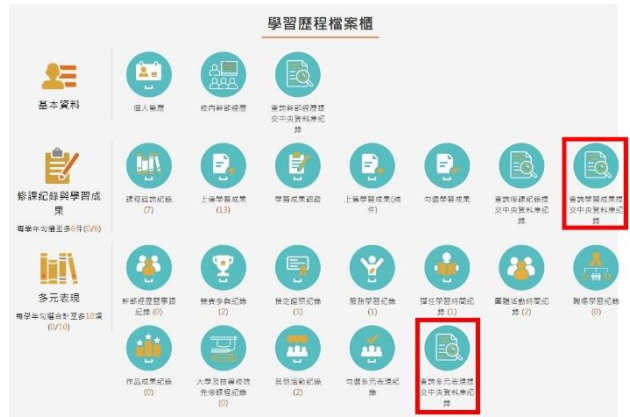 學習歷程檔案櫃
基本資料
個人簡歷
校內幹部經歷
查詢幹部經歷提
交中央資料庫紀
錄
修課紀錄與學習成
果
每學年勾選至多6件(0/6)
課程諮詢紀錄
(7)
上傳學習成果
(13)
學習成果認證
上傳學習成果(補
件)
勾選學習成果
查詢修課紀錄提
交中央資料庫紀
錄
查詢學習成果提
交中央資料庫紀
錄
多元表現
每學年勾選合計至多10項
(0/10)
幹部經歷暨事蹟
紀錄 (0)
競賽參與紀錄
(2)
檢定證照紀錄
(3)
服務學習紀錄
(1)
彈性學習時間紀
錄 (1)
團體活動時間紀
錄 (2)
職場學習紀錄
(0)
作品成果紀錄
(0)
大學及技專校院
先修課程紀錄
(0)
其他活動紀錄
(2)
勾選多元表現紀
錄
查詢多元表現提
交中央資料庫紀
錄